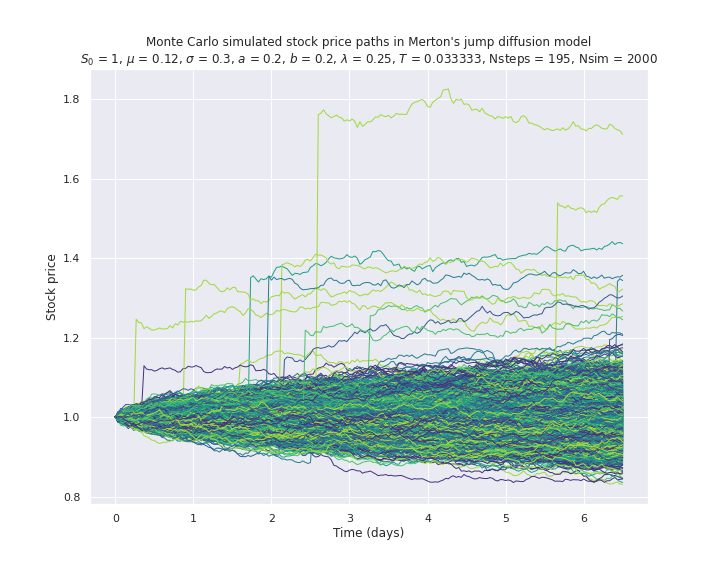 Monte Carlo simulated stock price paths in Merton's jump diffusion model
S₀ = 1, μ = 0.12, σ = 0.3, a = 0.2, b = 0.2, λ = 0.25, T = 0.033333, Nsteps = 195, Nsim = 2000
Stock price
1.8
1.6
1.4
1.2
1.0
0.8
0 1 2 3 4 5 6
Time (days)